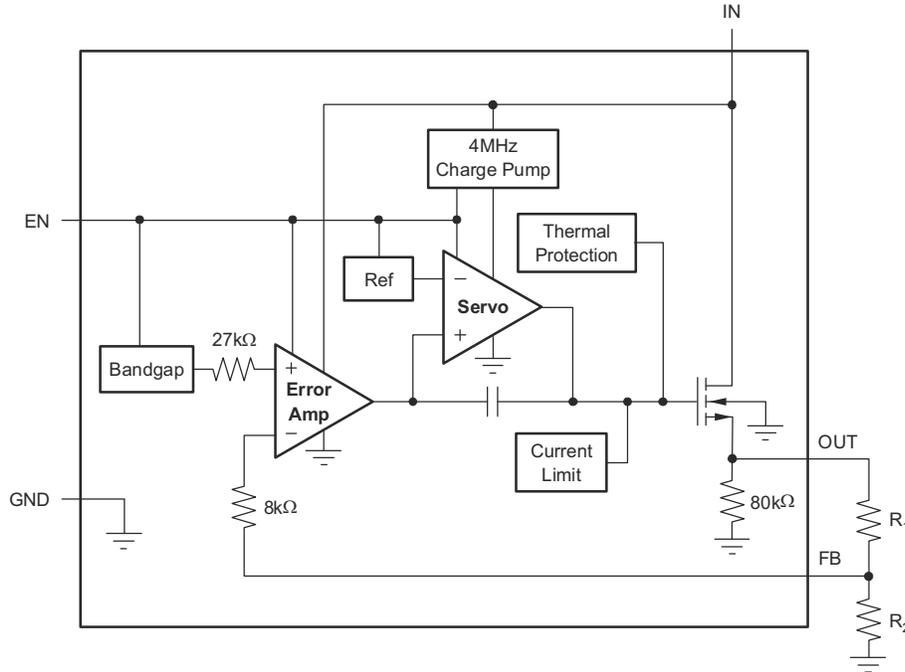 IN
4MHz
Charge Pump
EN
Thermal
Protection
Ref
−
Servo
+
27kΩ
Bandgap
+
Error
Amp
−
Current
Limit
OUT
GND
8kΩ
80kΩ
R
FB
R